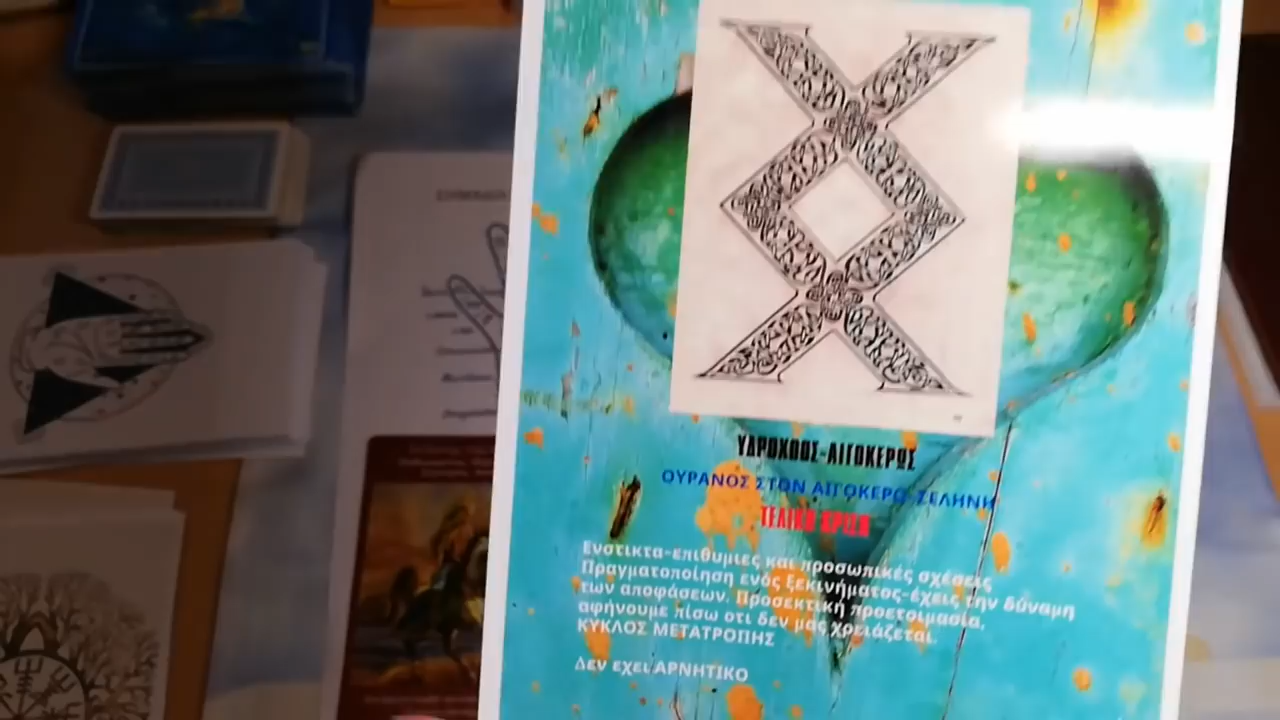 ΥΔΡΟΧΟΟΣ-ΑΙΓΟΚΕΡΩΣ
ΟΥΡΑΝΟΣ ΣΤΟΝ ΑΙΓΟΚΕΡΩ-ΣΕΛΗΝΗ
ΤΕΛΙΚΗ ΚΡΙΣΗ
Ενστικτα-επιθυμιες και προσωπικές σχέσεις
Πραγματοποίηση ενός ξεκινήματος-έχεις την δύναμη
των αποφάσεων. Προσεκτική προετοιμασία,
αφήνουμε πίσω οτι δεν μας χρειάζεται.
ΚΥΚΛΟΣ ΜΕΤΑΤΡΟΠΗΣ
Δεν εχει ΑΡΝΗΤΙΚΟ